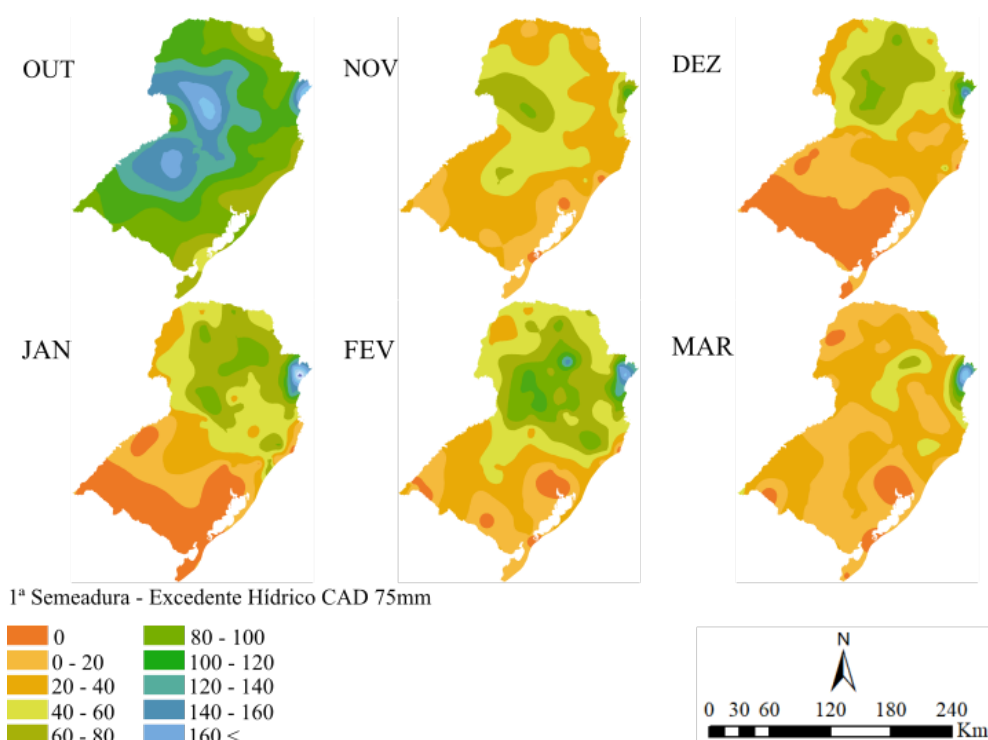 OUT
NOV
DEZ
JAN
FEV
MAR
1ª Semeadura - Excedente Hídrico CAD 75mm
0
0 - 20
20 - 40
40 - 60
60 - 80
80 - 100
100 - 120
120 - 140
140 - 160
160 <
N
0 30 60 120 180 240
Km